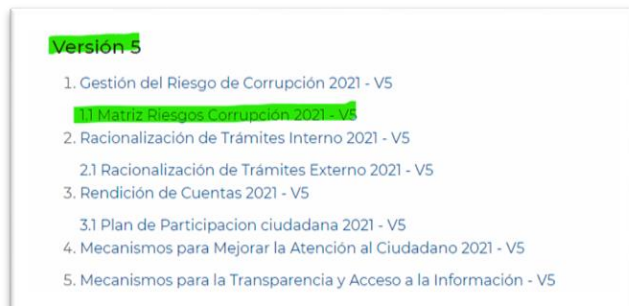 Versión 5
1. Gestión del Riesgo de Corrupción 2021 - V5
1.1 Matriz Riesgos Corrupción 2021 - V5
2. Racionalización de Trámites Interno 2021 - V5
2.1 Racionalización de Trámites Externo 2021 - V5
3. Rendición de Cuentas 2021 - V5
3.1 Plan de Participacion ciudadana 2021 - V5
4. Mecanismos para Mejorar la Atención al Ciudadano 2021 - V5
5. Mecanismos para la Transparencia y Acceso a la Información - V5